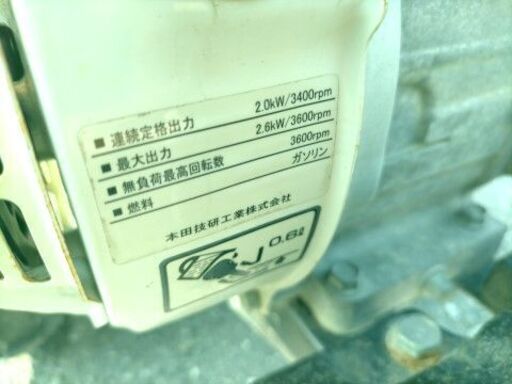 ■ 連続定格出力 2.0kW/3400rpm
■ 最大出力 2.6kW/3600rpm
■ 無負荷最高回転数 3600rpm
■ 燃料 ガソリン
本田技研工業株式会社
0.6ℓ